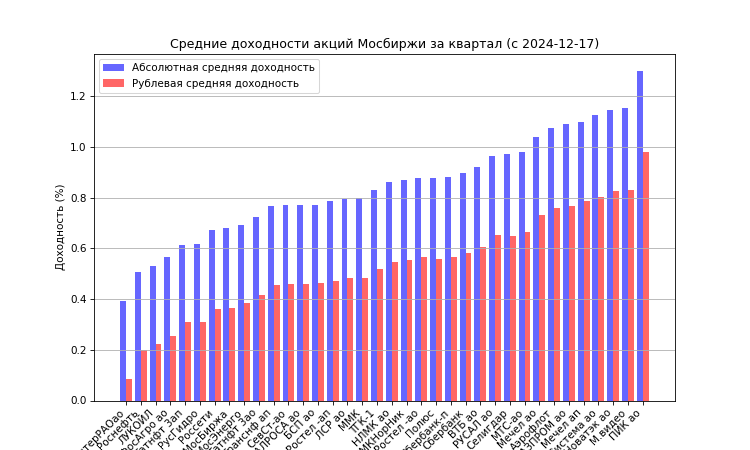 Средние доходности акций Мосбиржи за квартал (с 2024-12-17)
Абсолютная средняя доходность
Рублевая средняя доходность
Доходность (%)
1.2
1.0
0.8
0.6
0.4
0.2
0.0
Роснефть
ЛУКОЙЛ
РусГидро
Россети
МосБиржа
СевСт-ао
БСП ао
Ростел -ап
ЛСР ао
ММК
ТГК-1
НЛМК ао
Ростел -ао
Полюс
Сбербанк
ВТБ ао
РУСАЛ ао
Селигдар
МТС-ао
Мечел ао
Аэрофлот
Мечел ап
М.видео
ПИК ао